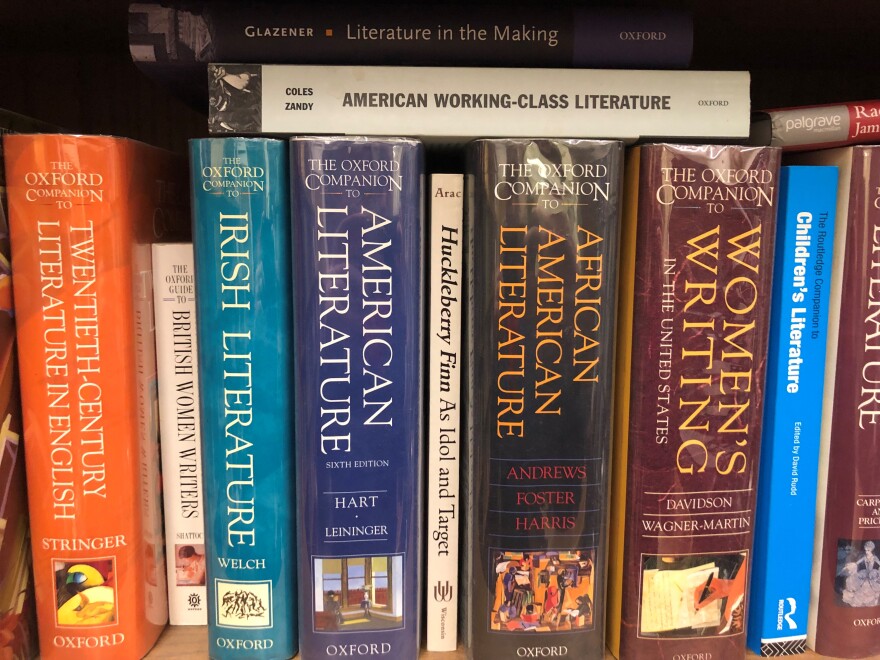 GLAZENER ▪ Literature in the Making OXFORD
COLES
ZANDY
AMERICAN WORKING-CLASS LITERATURE
OXFORD
palgrave
THE
OXFORD
COMPANION
TO
TWENTIETH-CENTURY
LITERATURE IN ENGLISH
STRINGER
OXFORD
THE
OXFORD
GUIDE
TO
BRITISH WOMEN WRITERS
THE
OXFORD
COMPANION
TO
IRISH LITERATURE
WELCH
OXFORD
THE OXFORD
COMPANION
TO
AMERICAN
LITERATURE
SIXTH EDITION
HART
·
LEININGER
OXFORD
Arac
Huckleberry Finn As Idol and Target
Wisconsin
THE OXFORD
COMPANION
TO
AFRICAN
AMERICAN
LITERATURE
ANDREWS
FOSTER
HARRIS
OXFORD
THE OXFORD
COMPANION
TO
WOMEN'S
WRITING
IN THE UNITED STATES
DAVIDSON
WAGNER-MARTIN
OXFORD
The Routledge Companion to
Children's Literature
Edited by David Rudd
ROUTLEDGE
LITERATURE